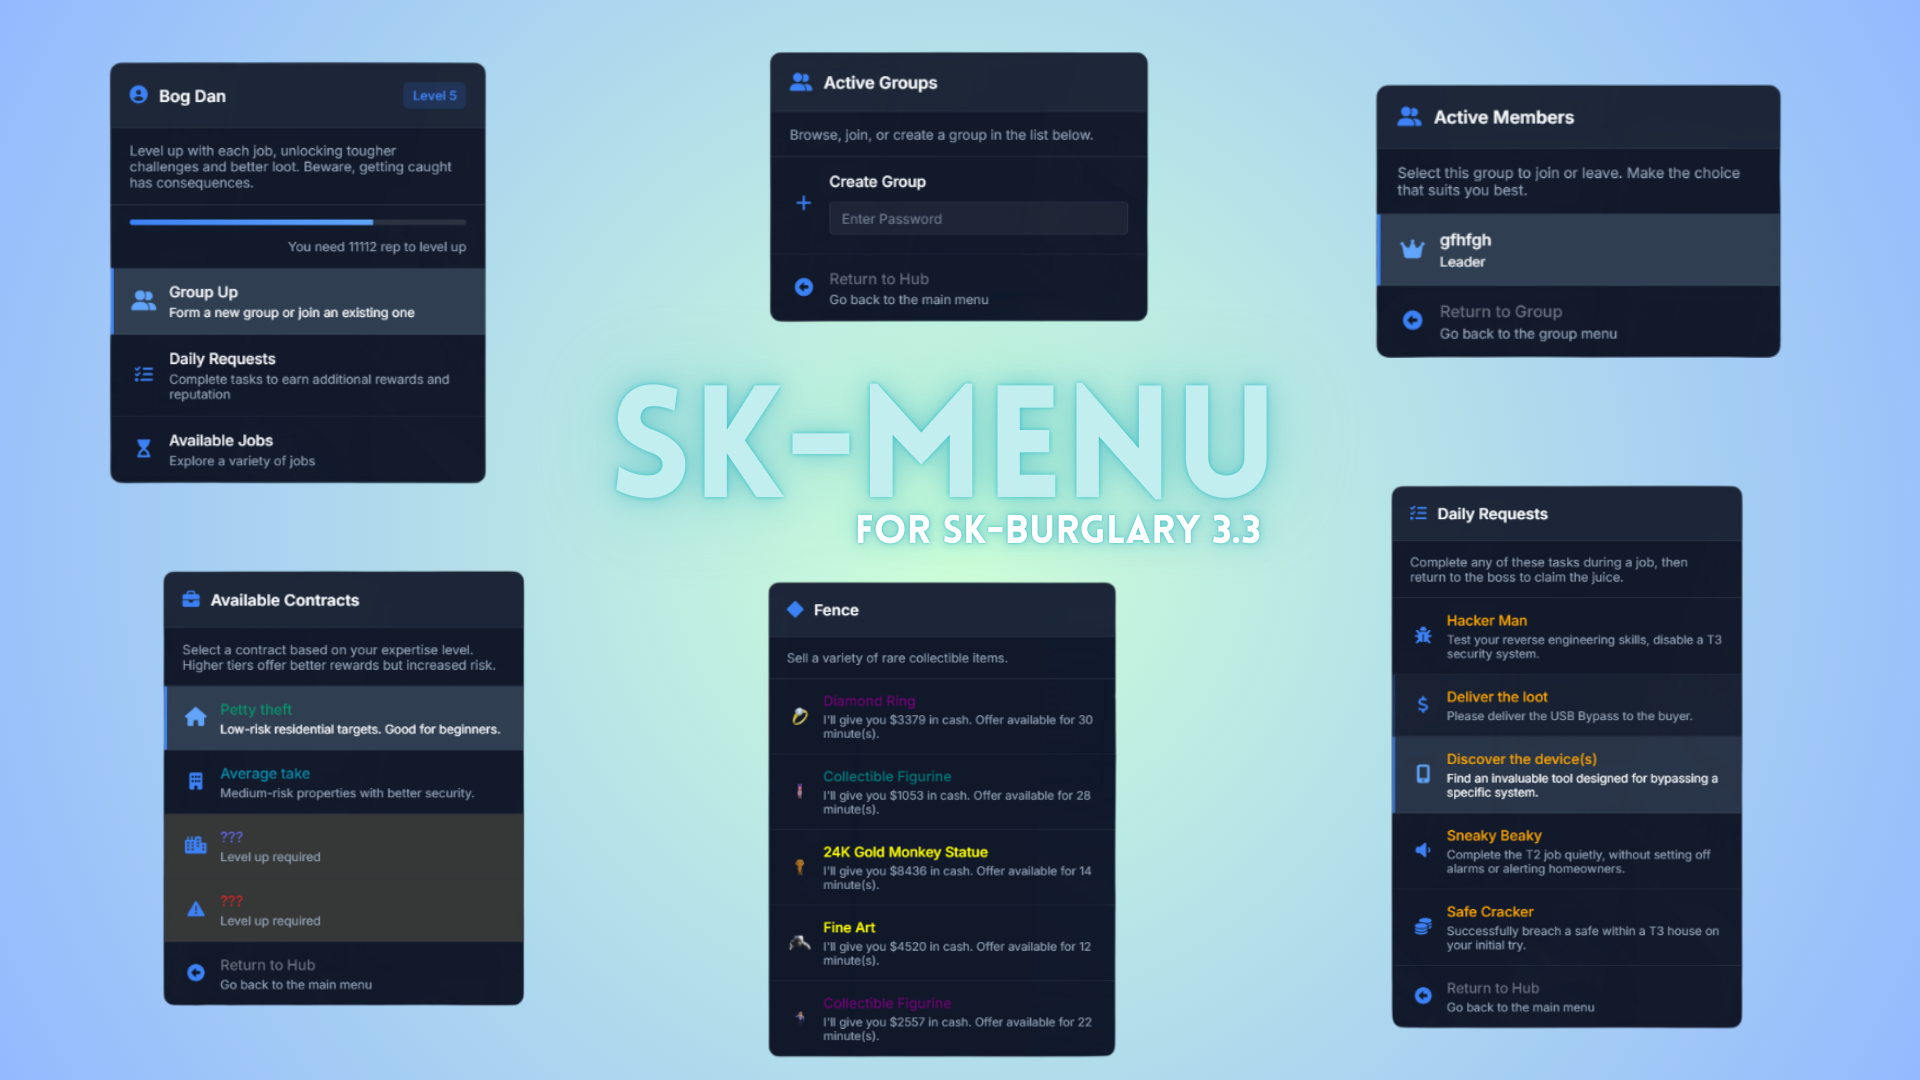 Bog Dan
Level 5
Level up with each job, unlocking tougher
challenges and better loot. Beware, getting caught
has consequences.
You need 11112 rep to level up
Group Up
Form a new group or join an existing one
Daily Requests
Complete tasks to earn additional rewards and
reputation
Available Jobs
Explore a variety of jobs
Active Groups
Browse, join, or create a group in the list below.
Create Group
Enter Password
Return to Hub
Go back to the main menu
Active Members
Select this group to join or leave. Make the choice
that suits you best.
gfhfgh
Leader
Return to Group
Go back to the group menu
SK-MENU
FOR SK-BURGLARY 3.3
Available Contracts
Select a contract based on your expertise level.
Higher tiers offer better rewards but increased risk.
Petty theft
Low-risk residential targets. Good for beginners.
Average take
Medium-risk properties with better security.
???
Level up required
???
Level up required
Return to Hub
Go back to the main menu
Fence
Sell a variety of rare collectible items.
Diamond Ring
I'll give you $3379 in cash. Offer available for 30
minute(s).
Collectible Figurine
I'll give you $1053 in cash. Offer available for 28
minute(s).
24K Gold Monkey Statue
I'll give you $8436 in cash. Offer available for 14
minute(s).
Fine Art
I'll give you $4520 in cash. Offer available for 12
minute(s).
Collectible Figurine
I'll give you $2557 in cash. Offer available for 22
minute(s).
Daily Requests
Complete any of these tasks during a job, then
return to the boss to claim the juice.
Hacker Man
Test your reverse engineering skills, disable a T3
security system.
Deliver the loot
Please deliver the USB Bypass to the buyer.
Discover the device(s)
Find an invaluable tool designed for bypassing a
specific system.
Sneaky Beaky
Complete the T2 job quietly, without setting off
alarms or alerting homeowners.
Safe Cracker
Successfully breach a safe within a T3 house on
your initial try.
Return to Hub
Go back to the main menu